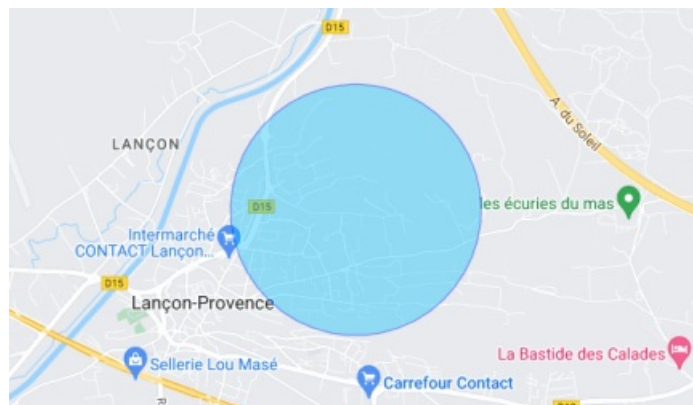 D15
A. du Soleil
LANÇON
les écuries du mas
D15
Intermarché
CONTACT Lançon...
D15
Lançon-Provence
La Bastide des Calades
Sellerie Lou Masé
Carrefour Contact